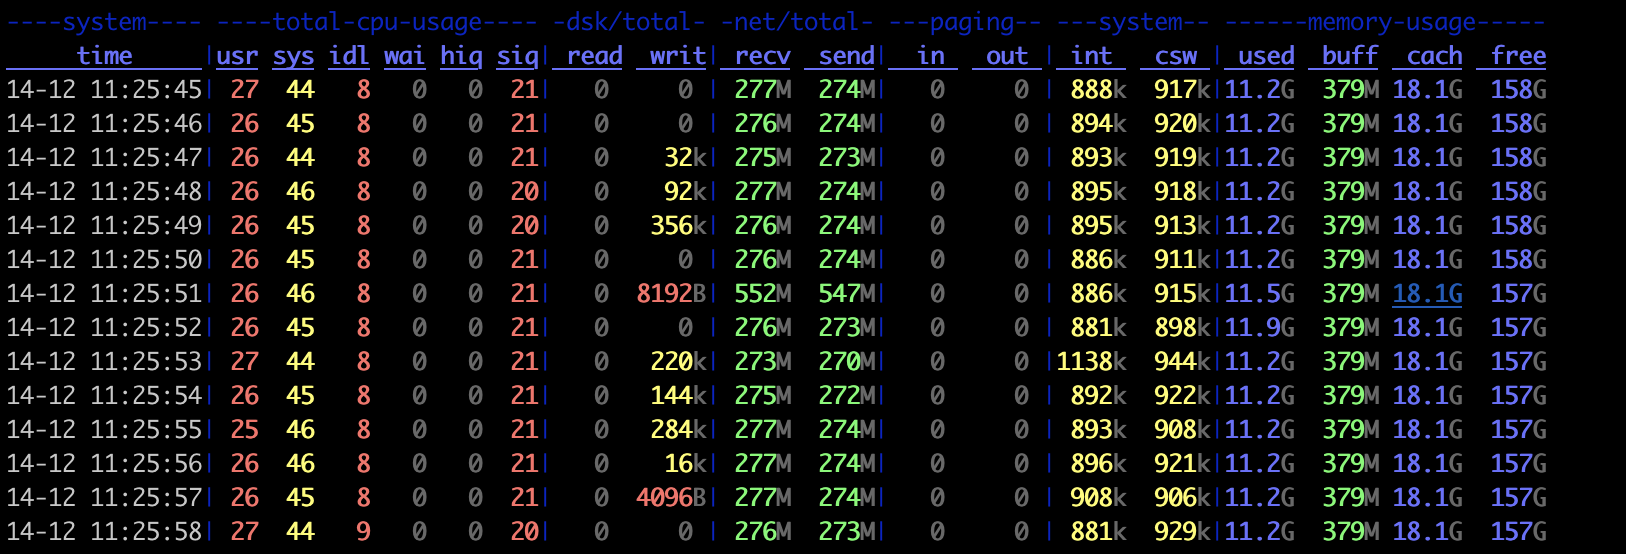 ----system---- ----total-cpu-usage---- -dsk/total- -net/total- ---paging-- ---system-- ------memory-usage-----
     time     |usr sys idl wai hiq siq| read  writ| recv  send|  in   out | int   csw | used  buff  cach  free
14-12 11:25:45| 27  44   8   0   0  21|   0     0 | 277M  274M|   0     0 | 888k  917k|11.2G  379M 18.1G  158G
14-12 11:25:46| 26  45   8   0   0  21|   0     0 | 276M  274M|   0     0 | 894k  920k|11.2G  379M 18.1G  158G
14-12 11:25:47| 26  44   8   0   0  21|   0    32k| 275M  273M|   0     0 | 893k  919k|11.2G  379M 18.1G  158G
14-12 11:25:48| 26  46   8   0   0  20|   0    92k| 277M  274M|   0     0 | 895k  918k|11.2G  379M 18.1G  158G
14-12 11:25:49| 26  45   8   0   0  20|   0   356k| 276M  274M|   0     0 | 895k  913k|11.2G  379M 18.1G  158G
14-12 11:25:50| 26  45   8   0   0  21|   0     0 | 276M  274M|   0     0 | 886k  911k|11.2G  379M 18.1G  158G
14-12 11:25:51| 26  46   8   0   0  21|   0  8192B| 552M  547M|   0     0 | 886k  915k|11.5G  379M 18.1G  157G
14-12 11:25:52| 26  45   8   0   0  21|   0     0 | 276M  273M|   0     0 | 881k  898k|11.9G  379M 18.1G  157G
14-12 11:25:53| 27  44   8   0   0  21|   0   220k| 273M  270M|   0     0 |1138k  944k|11.2G  379M 18.1G  157G
14-12 11:25:54| 26  45   8   0   0  21|   0   144k| 275M  272M|   0     0 | 892k  922k|11.2G  379M 18.1G  157G
14-12 11:25:55| 25  46   8   0   0  21|   0   284k| 277M  274M|   0     0 | 893k  908k|11.2G  379M 18.1G  157G
14-12 11:25:56| 26  46   8   0   0  21|   0    16k| 277M  274M|   0     0 | 896k  921k|11.2G  379M 18.1G  157G
14-12 11:25:57| 26  45   8   0   0  21|   0  4096B| 277M  274M|   0     0 | 908k  906k|11.2G  379M 18.1G  157G
14-12 11:25:58| 27  44   9   0   0  20|   0     0 | 276M  273M|   0     0 | 881k  929k|11.2G  379M 18.1G  157G